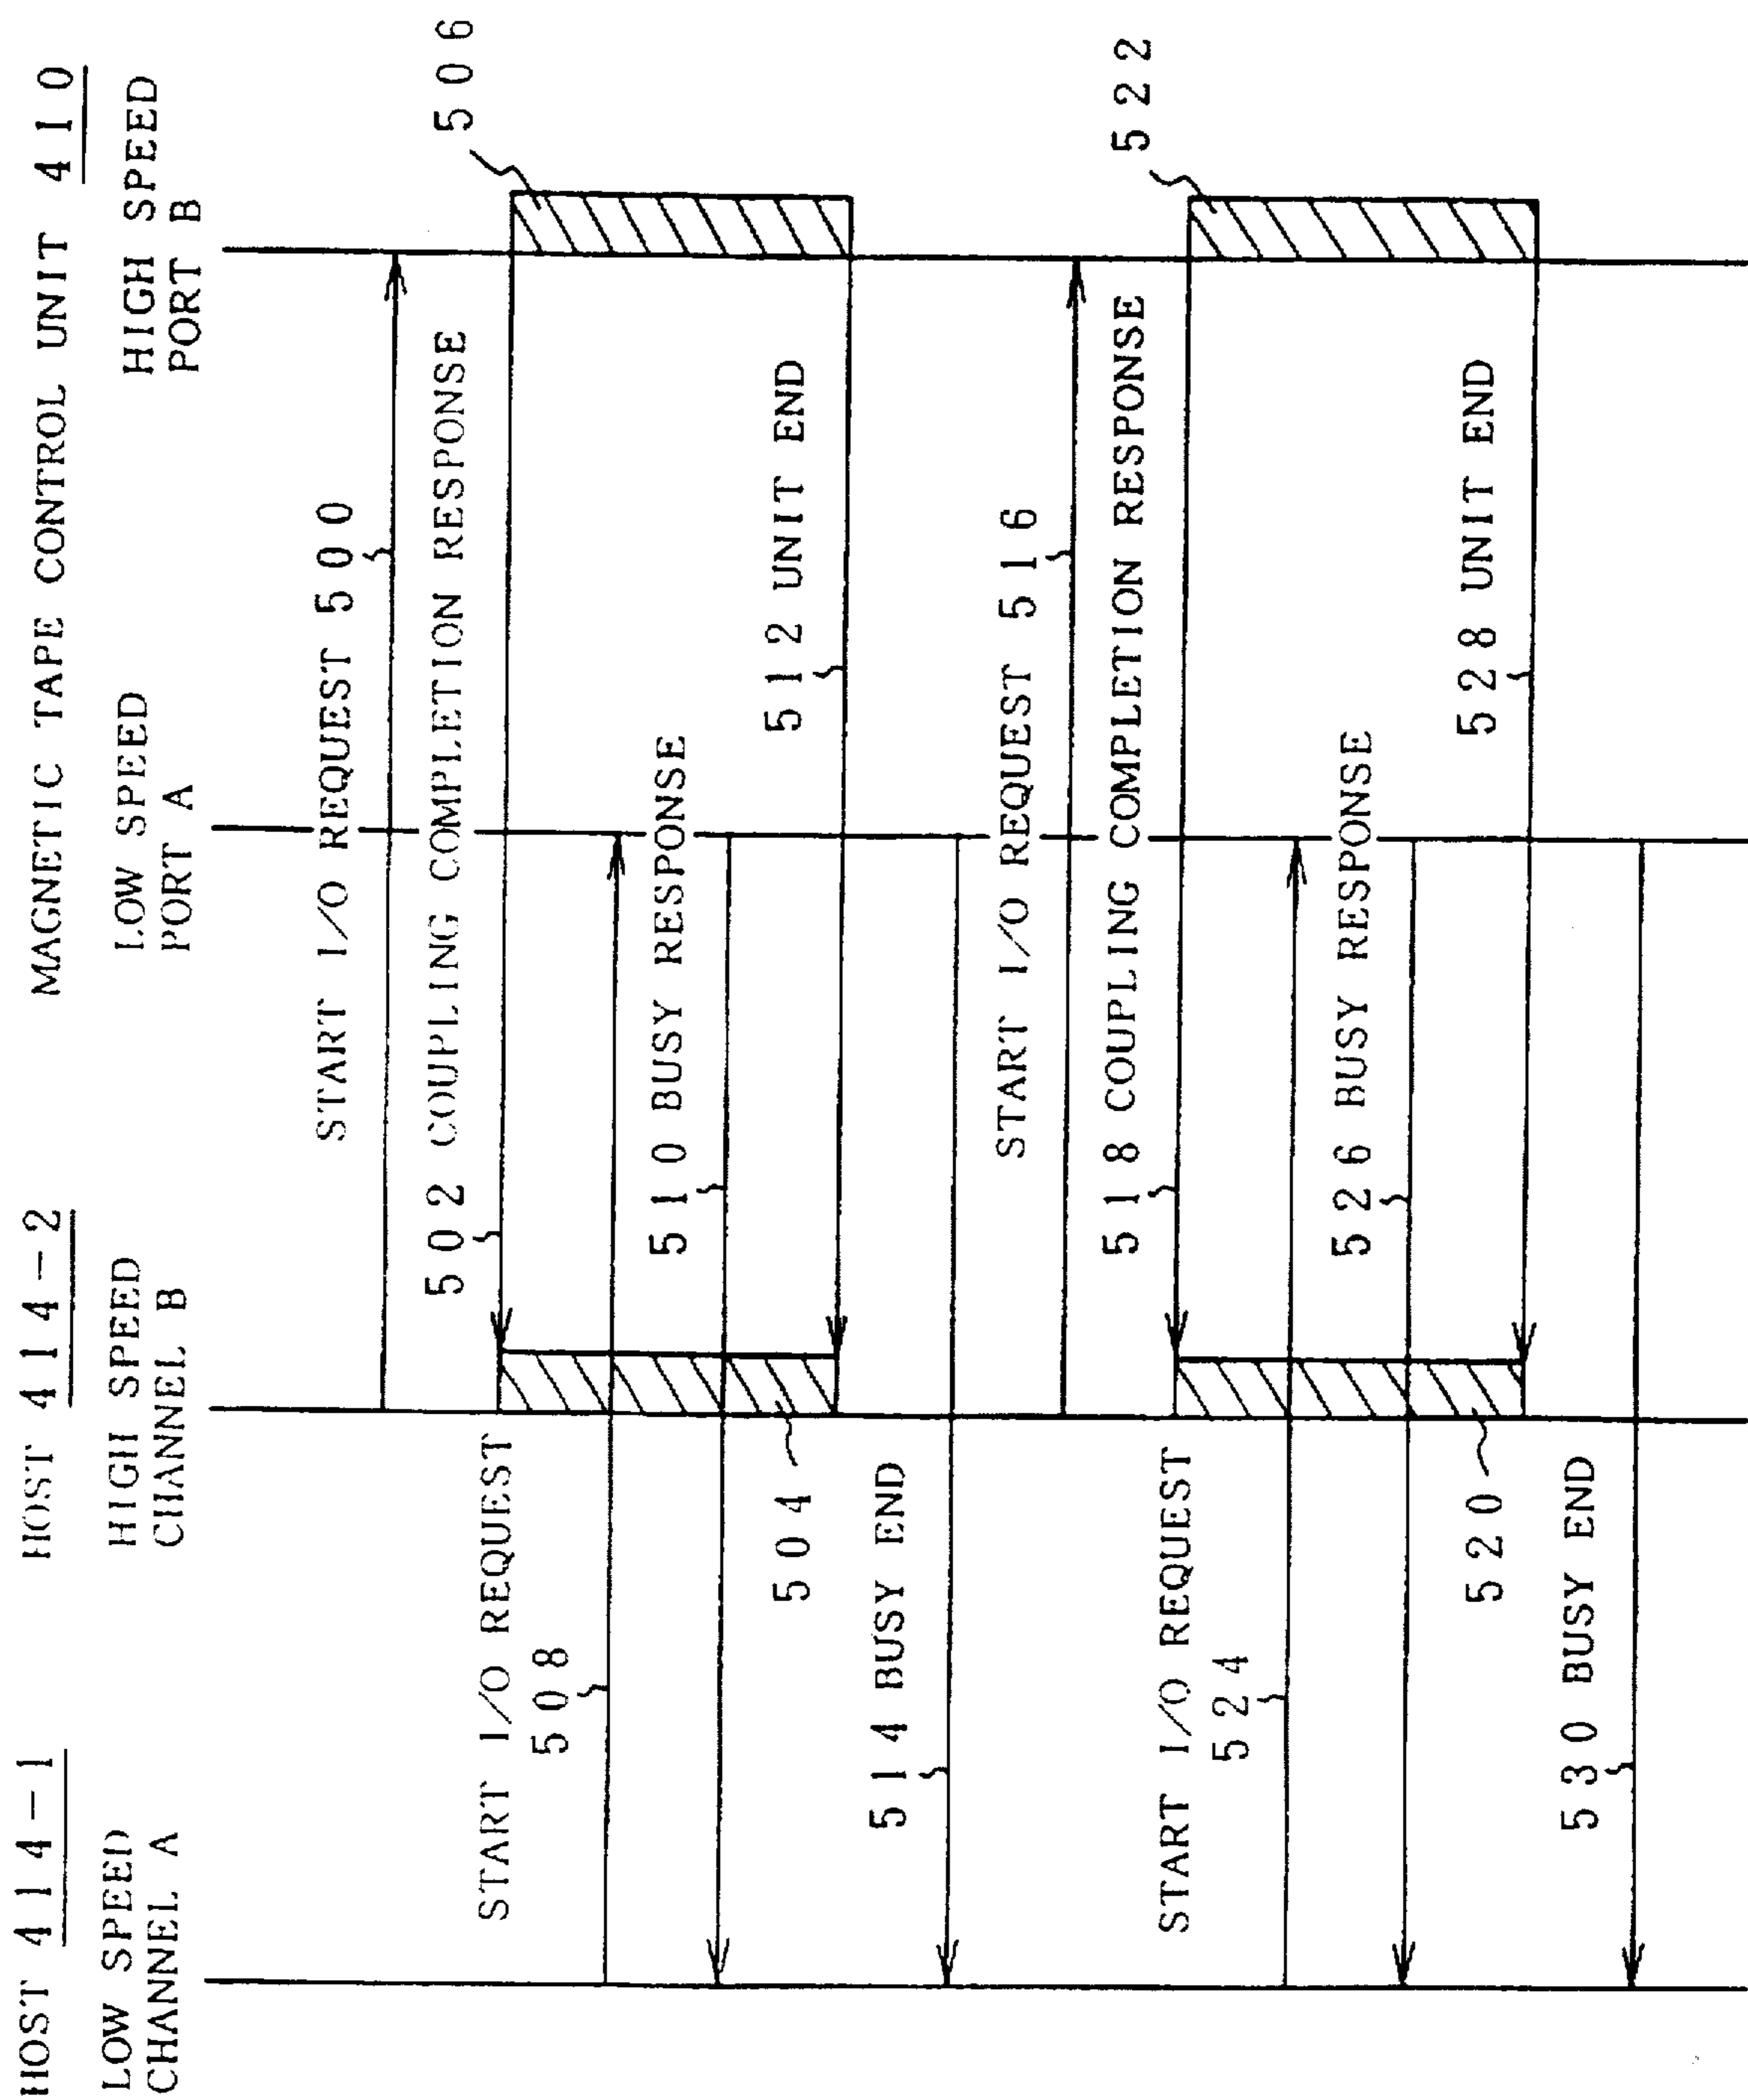 HOST 414-1
LOW SPEED
CHANNEL A
HOST 414-2
HIGH SPEED
CHANNEL B
MAGNETIC TAPE CONTROL UNIT 410
LOW SPEED
PORT A
HIGH SPEED
PORT B
START I/O REQUEST 500
502 COUPLING COMPLETION RESPONSE
506
START I/O REQUEST
508
510 BUSY RESPONSE
504
512 UNIT END
514 BUSY END
START I/O REQUEST 516
518 COUPLING COMPLETION RESPONSE
522
START I/O REQUEST
524
526 BUSY RESPONSE
520
528 UNIT END
530 BUSY END